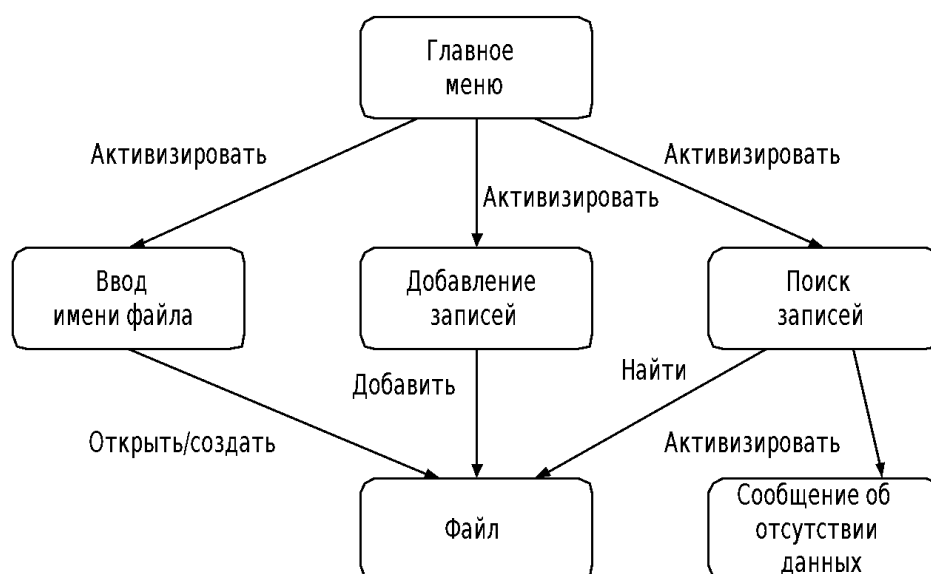 Главное
меню
Активизировать
Активизировать
Активизировать
Ввод
имени файла
Добавление
записей
Поиск
записей
Добавить
Найти
Открыть/создать
Активизировать
Файл
Сообщение об
отсутствии
данных